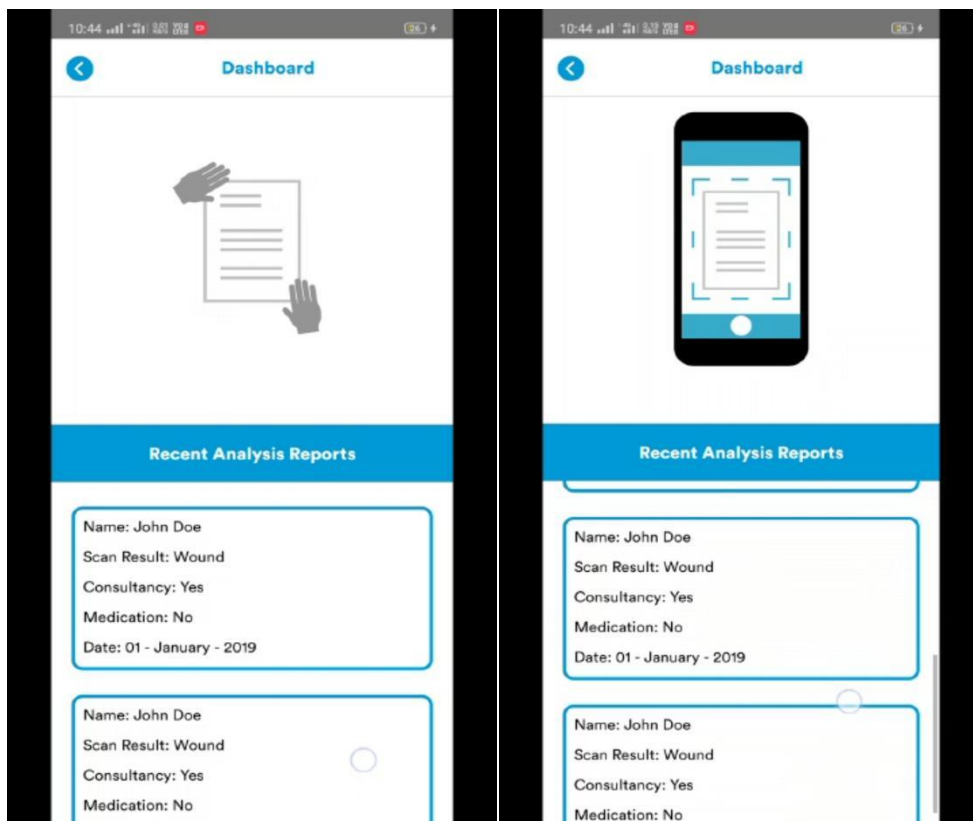 10:44
26
Dashboard
Recent Analysis Reports
Name: John Doe
Scan Result: Wound
Consultancy: Yes
Medication: No
Date: 01 - January - 2019
Name: John Doe
Scan Result: Wound
Consultancy: Yes
Medication: No
10:44
26
Dashboard
Recent Analysis Reports
Name: John Doe
Scan Result: Wound
Consultancy: Yes
Medication: No
Date: 01 - January - 2019
Name: John Doe
Scan Result: Wound
Consultancy: Yes
Medication: No